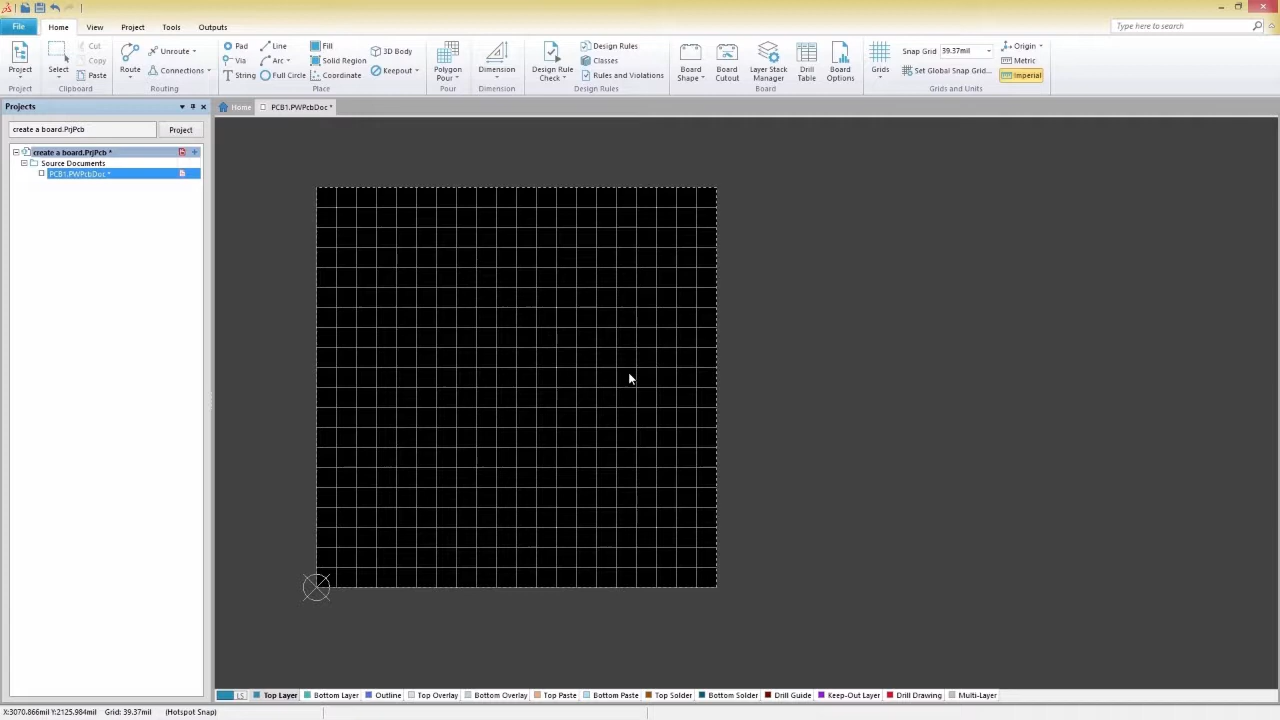 File Home View Project Tools Outputs Type here to search
Project Select Cut Copy Paste Route Unroute Connections Pad Via String Line Arc Full Circle Fill Solid Region Coordinate 3D Body Keepout Polygon Pour Dimension Design Rule Check Design Rules Classes Rules and Violations Board Shape Board Cutout Layer Stack Manager Drill Table Board Options Grids Snap Grid 39.37mil Set Global Snap Grid... Origin Metric Imperial
Project Clipboard Routing Place Pour Dimension Design Rules Board Grids and Units
Projects Home PCB1.PWPcbDoc *
create a board.PrjPcb Project
create a board.PrjPcb *
Source Documents
PCB1.PWPcbDoc *
LS Top Layer Bottom Layer Outline Top Overlay Bottom Overlay Top Paste Bottom Paste Top Solder Bottom Solder Drill Guide Keep-Out Layer Drill Drawing Multi-Layer
X:3070.866mil Y:2125.984mil Grid: 39.37mil (Hotspot Snap)